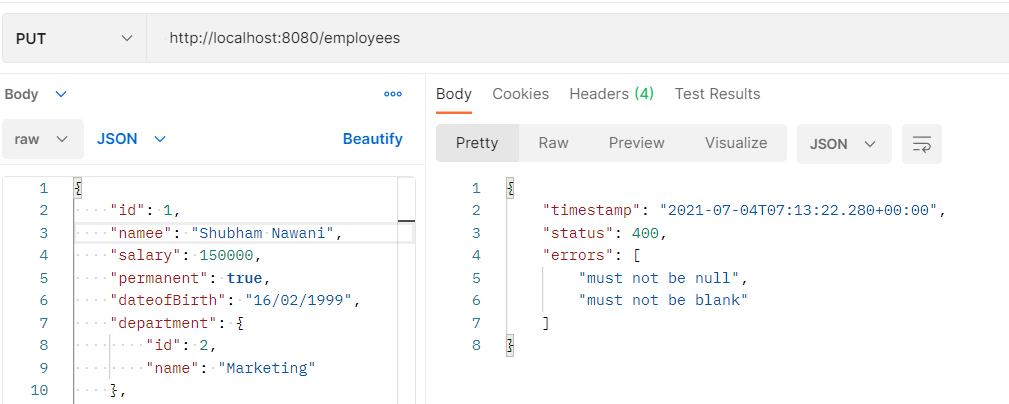 PUT http://localhost:8080/employees
Body
raw JSON Beautify
1 {
2 "id": 1,
3 "namee": "Shubham Nawani",
4 "salary": 150000,
5 "permanent": true,
6 "dateofBirth": "16/02/1999",
7 "department": {
8 "id": 2,
9 "name": "Marketing"
10 },
Body Cookies Headers (4) Test Results
Pretty Raw Preview Visualize JSON
1 {
2 "timestamp": "2021-07-04T07:13:22.280+00:00",
3 "status": 400,
4 "errors": [
5 "must not be null",
6 "must not be blank"
7 ]
8 }